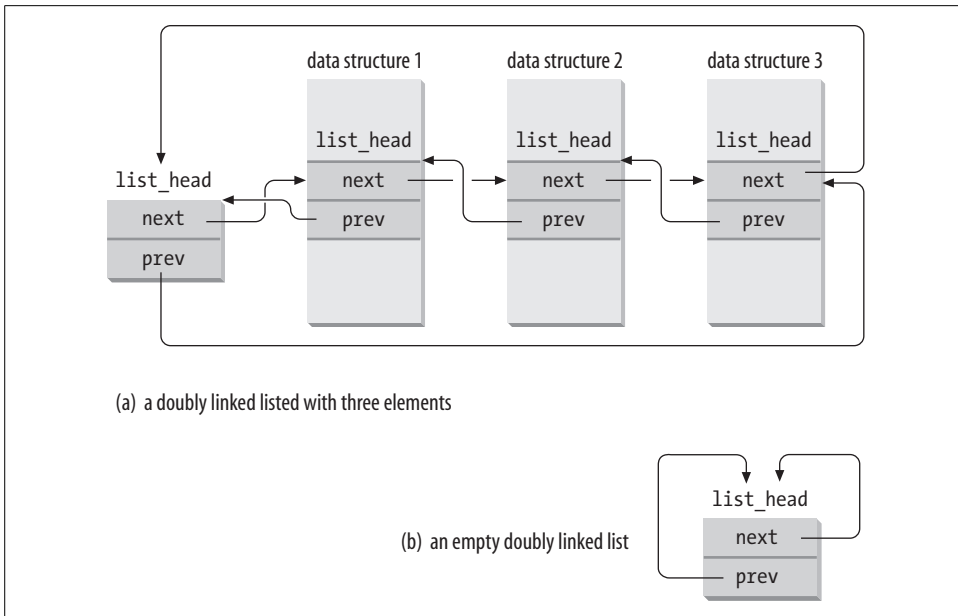 data structure 1 data structure 2 data structure 3
list_head list_head list_head
list_head
next next next
next
prev prev prev
prev
(a) a doubly linked listed with three elements
list_head
(b) an empty doubly linked list
next
prev